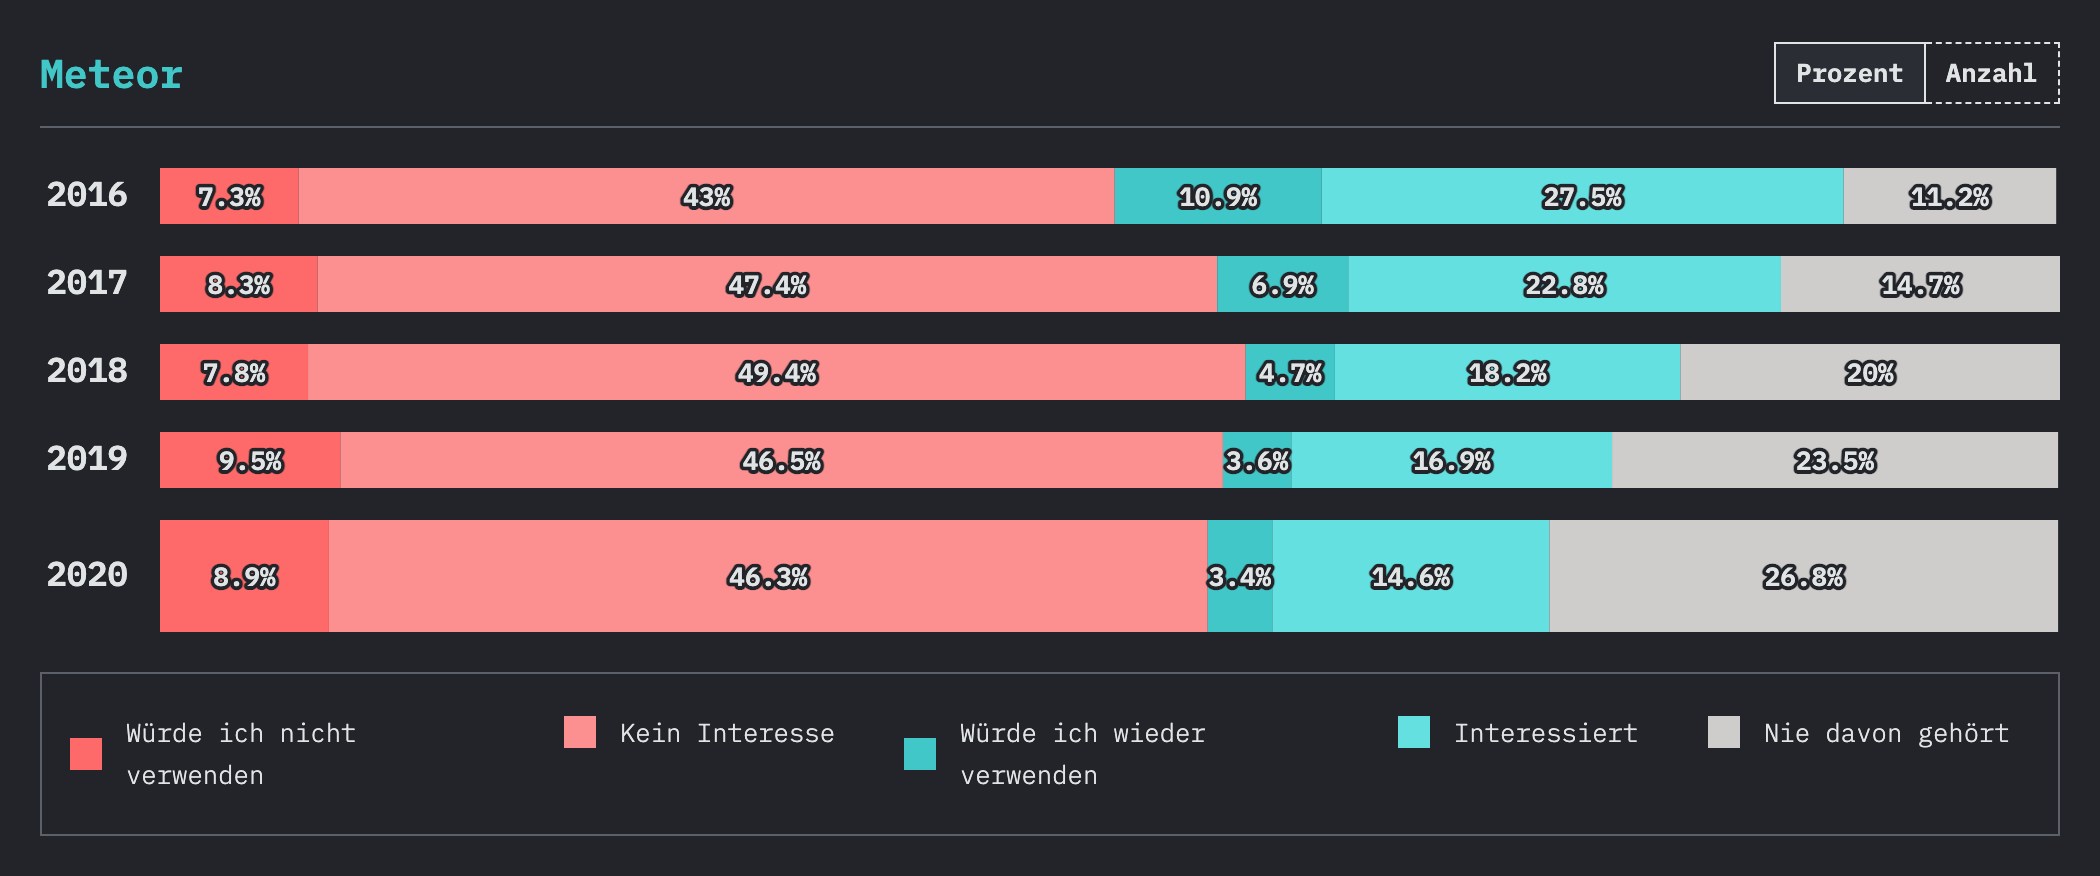 Meteor
Prozent Anzahl
2016 7.3% 43% 10.9% 27.5% 11.2%
2017 8.3% 47.4% 6.9% 22.8% 14.7%
2018 7.8% 49.4% 4.7% 18.2% 20%
2019 9.5% 46.5% 3.6% 16.9% 23.5%
2020 8.9% 46.3% 3.4% 14.6% 26.8%
Würde ich nicht
verwenden
Kein Interesse
Würde ich wieder
verwenden
Interessiert
Nie davon gehört